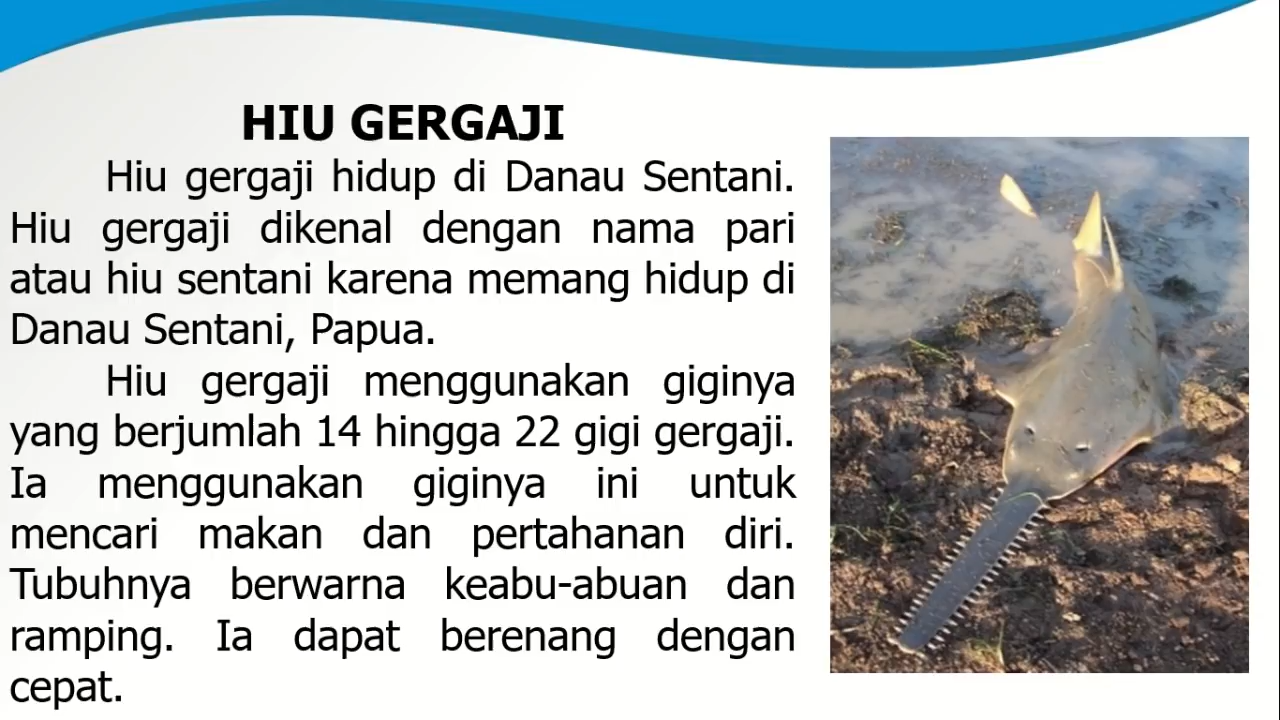 HIU GERGAJI
Hiu gergaji hidup di Danau Sentani.
Hiu gergaji dikenal dengan nama pari
atau hiu sentani karena memang hidup di
Danau Sentani, Papua.
Hiu gergaji menggunakan giginya
yang berjumlah 14 hingga 22 gigi gergaji.
Ia menggunakan giginya ini untuk
mencari makan dan pertahanan diri.
Tubuhnya berwarna keabu-abuan dan
ramping. Ia dapat berenang dengan
cepat.